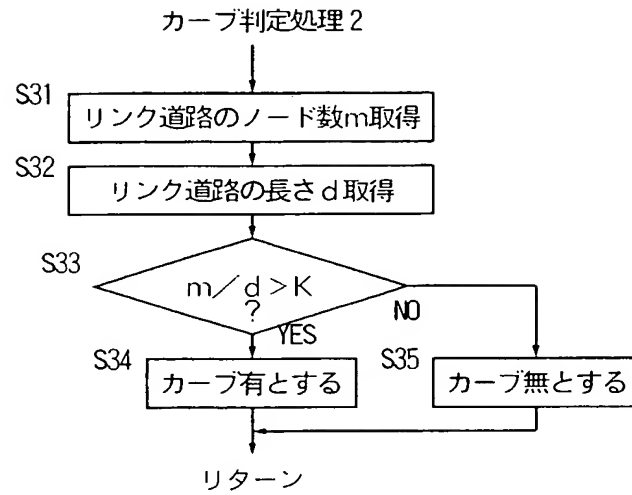 カーブ判定処理2
S31
リンク道路のノード数m取得
S32
リンク道路の長さd取得
S33
m/d>K
?
YES
NO
S34
カーブ有とする
S35
カーブ無とする
リターン